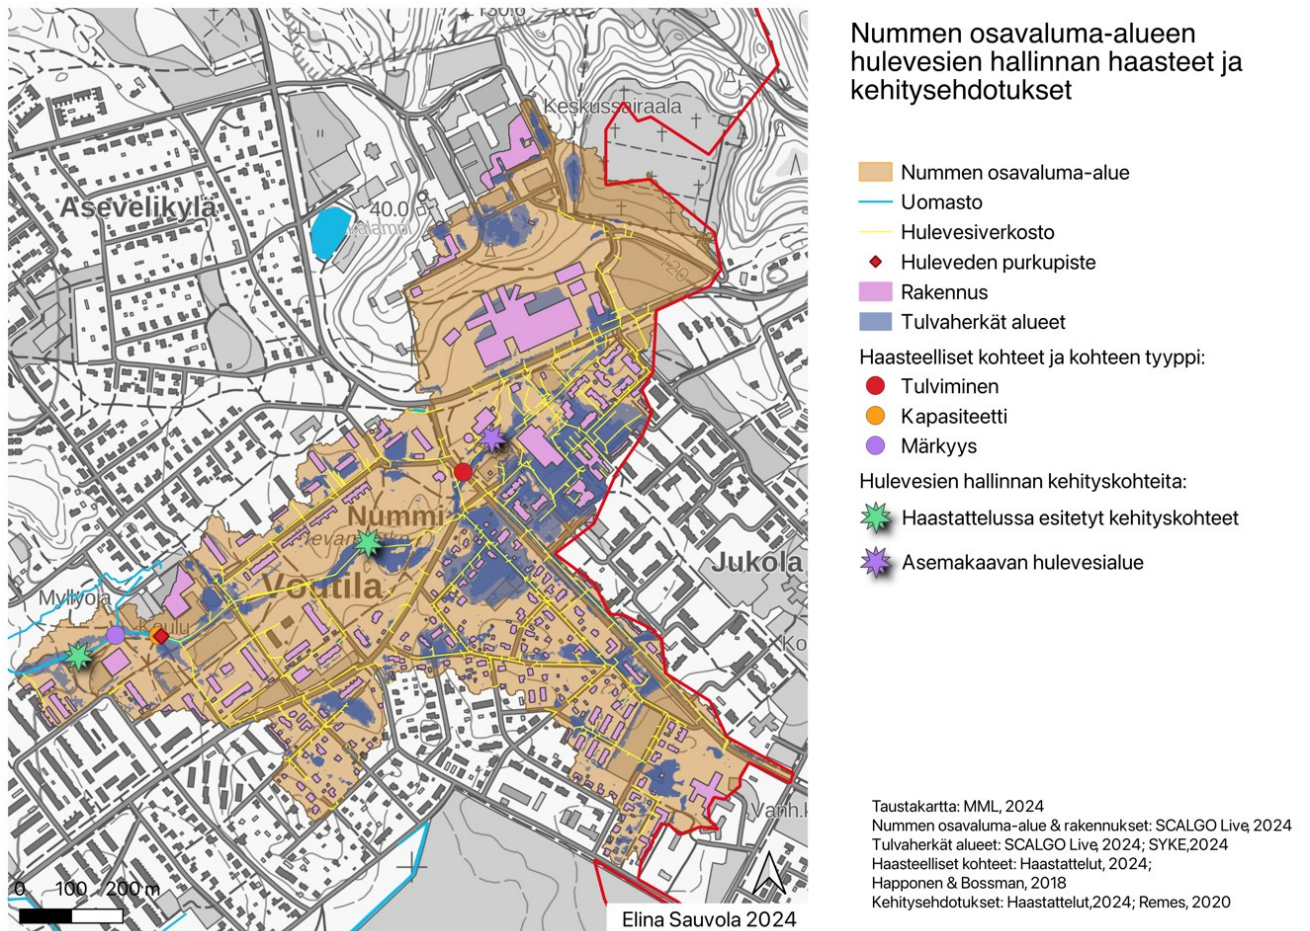 Nummen osavaluma-alueen
hulevesien hallinnan haasteet ja
kehitysehdotukset
Nummen osavaluma-alue
Uomasto
Hulevesiverkosto
Huleveden purkupiste
Rakennus
Tulvaherkät alueet
Haasteelliset kohteet ja kohteen tyyppi:
Tulviminen
Kapasiteetti
Märkyys
Hulevesien hallinnan kehityskohteita:
Haastattelussa esitetyt kehityskohteet
Asemakaavan hulevesialue
Taustakartta: MML, 2024
Nummen osavaluma-alue & rakennukset: SCALGO Live, 2024
Tulvaherkät alueet: SCALGO Live, 2024; SYKE,2024
Haasteelliset kohteet: Haastattelut, 2024;
Happonen & Bossman, 2018
Kehitysehdotukset: Haastattelut,2024; Remes, 2020
Keskussairaala
Asevelikylä
40.0
120
Nummi
Jukola
Myllyoja
Koulu
0 100 200 m
Elina Sauvola 2024